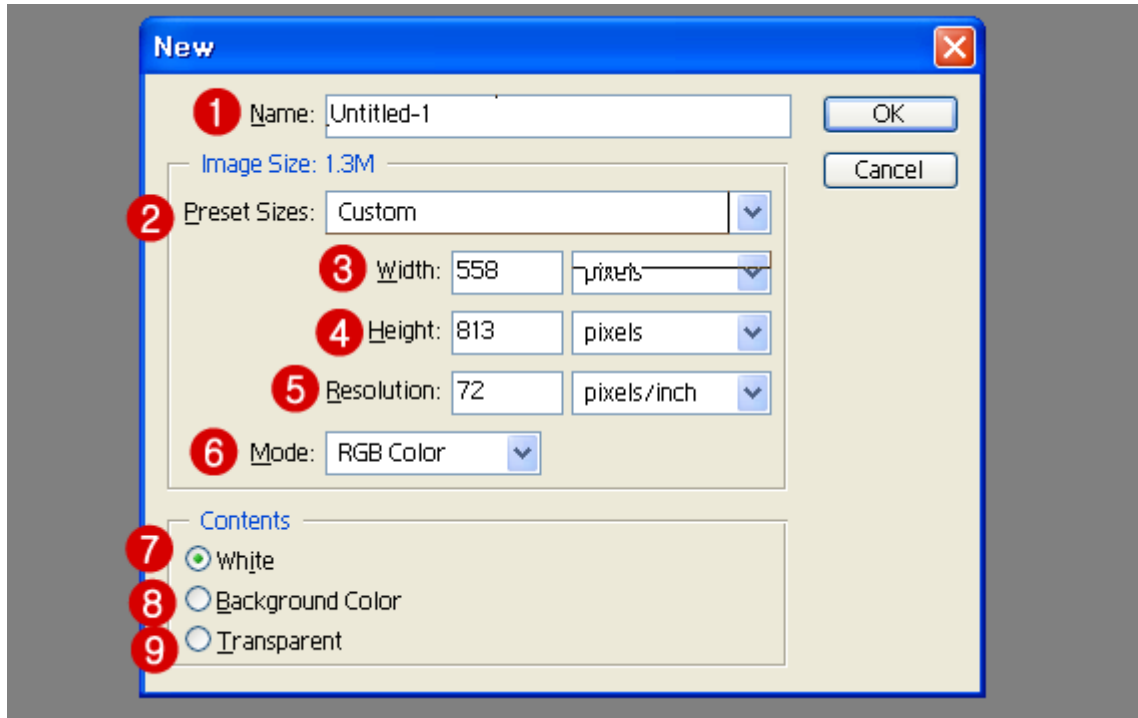 New
1 Name: Untitled-1 OK
Image Size: 1.3M Cancel
2 Preset Sizes: Custom
3 Width: 558 pixels
4 Height: 813 pixels
5 Resolution: 72 pixels/inch
6 Mode: RGB Color
Contents
7 White
8 Background Color
9 Transparent